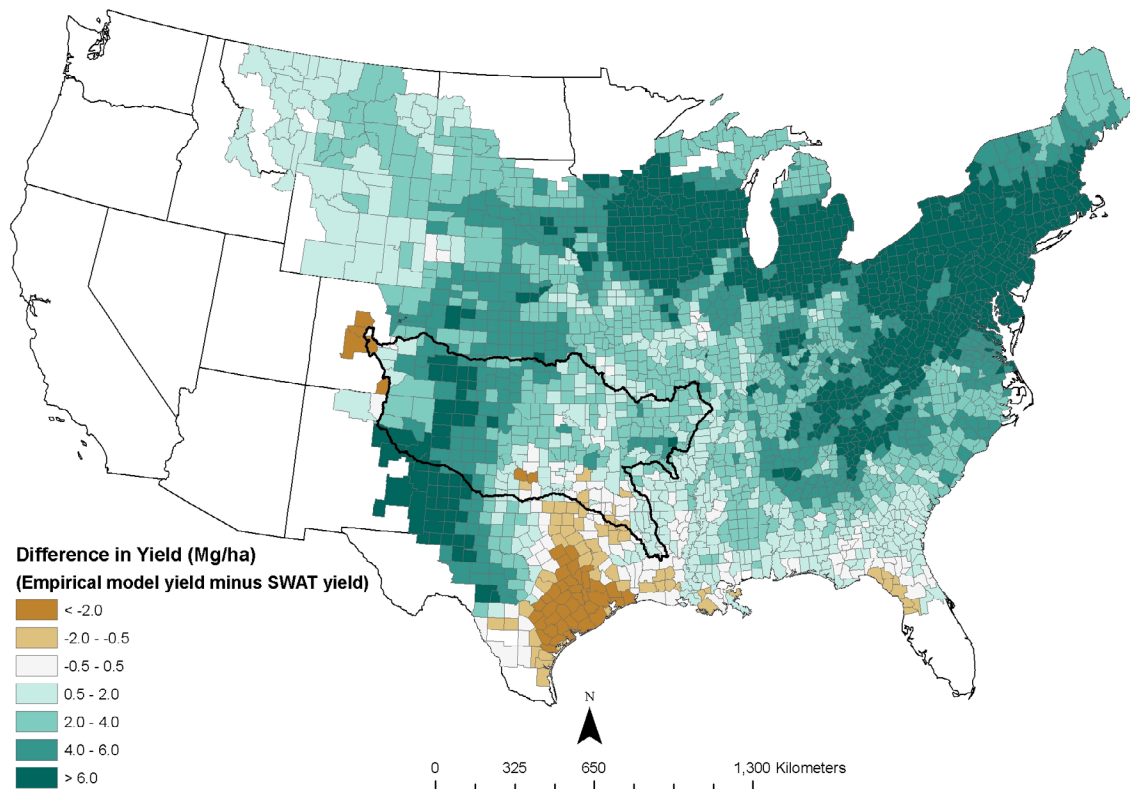 Difference in Yield (Mg/ha)
(Empirical model yield minus SWAT yield)
< -2.0
-2.0 - -0.5
-0.5 - 0.5
0.5 - 2.0
2.0 - 4.0
4.0 - 6.0
> 6.0
N
0 325 650 1,300 Kilometers